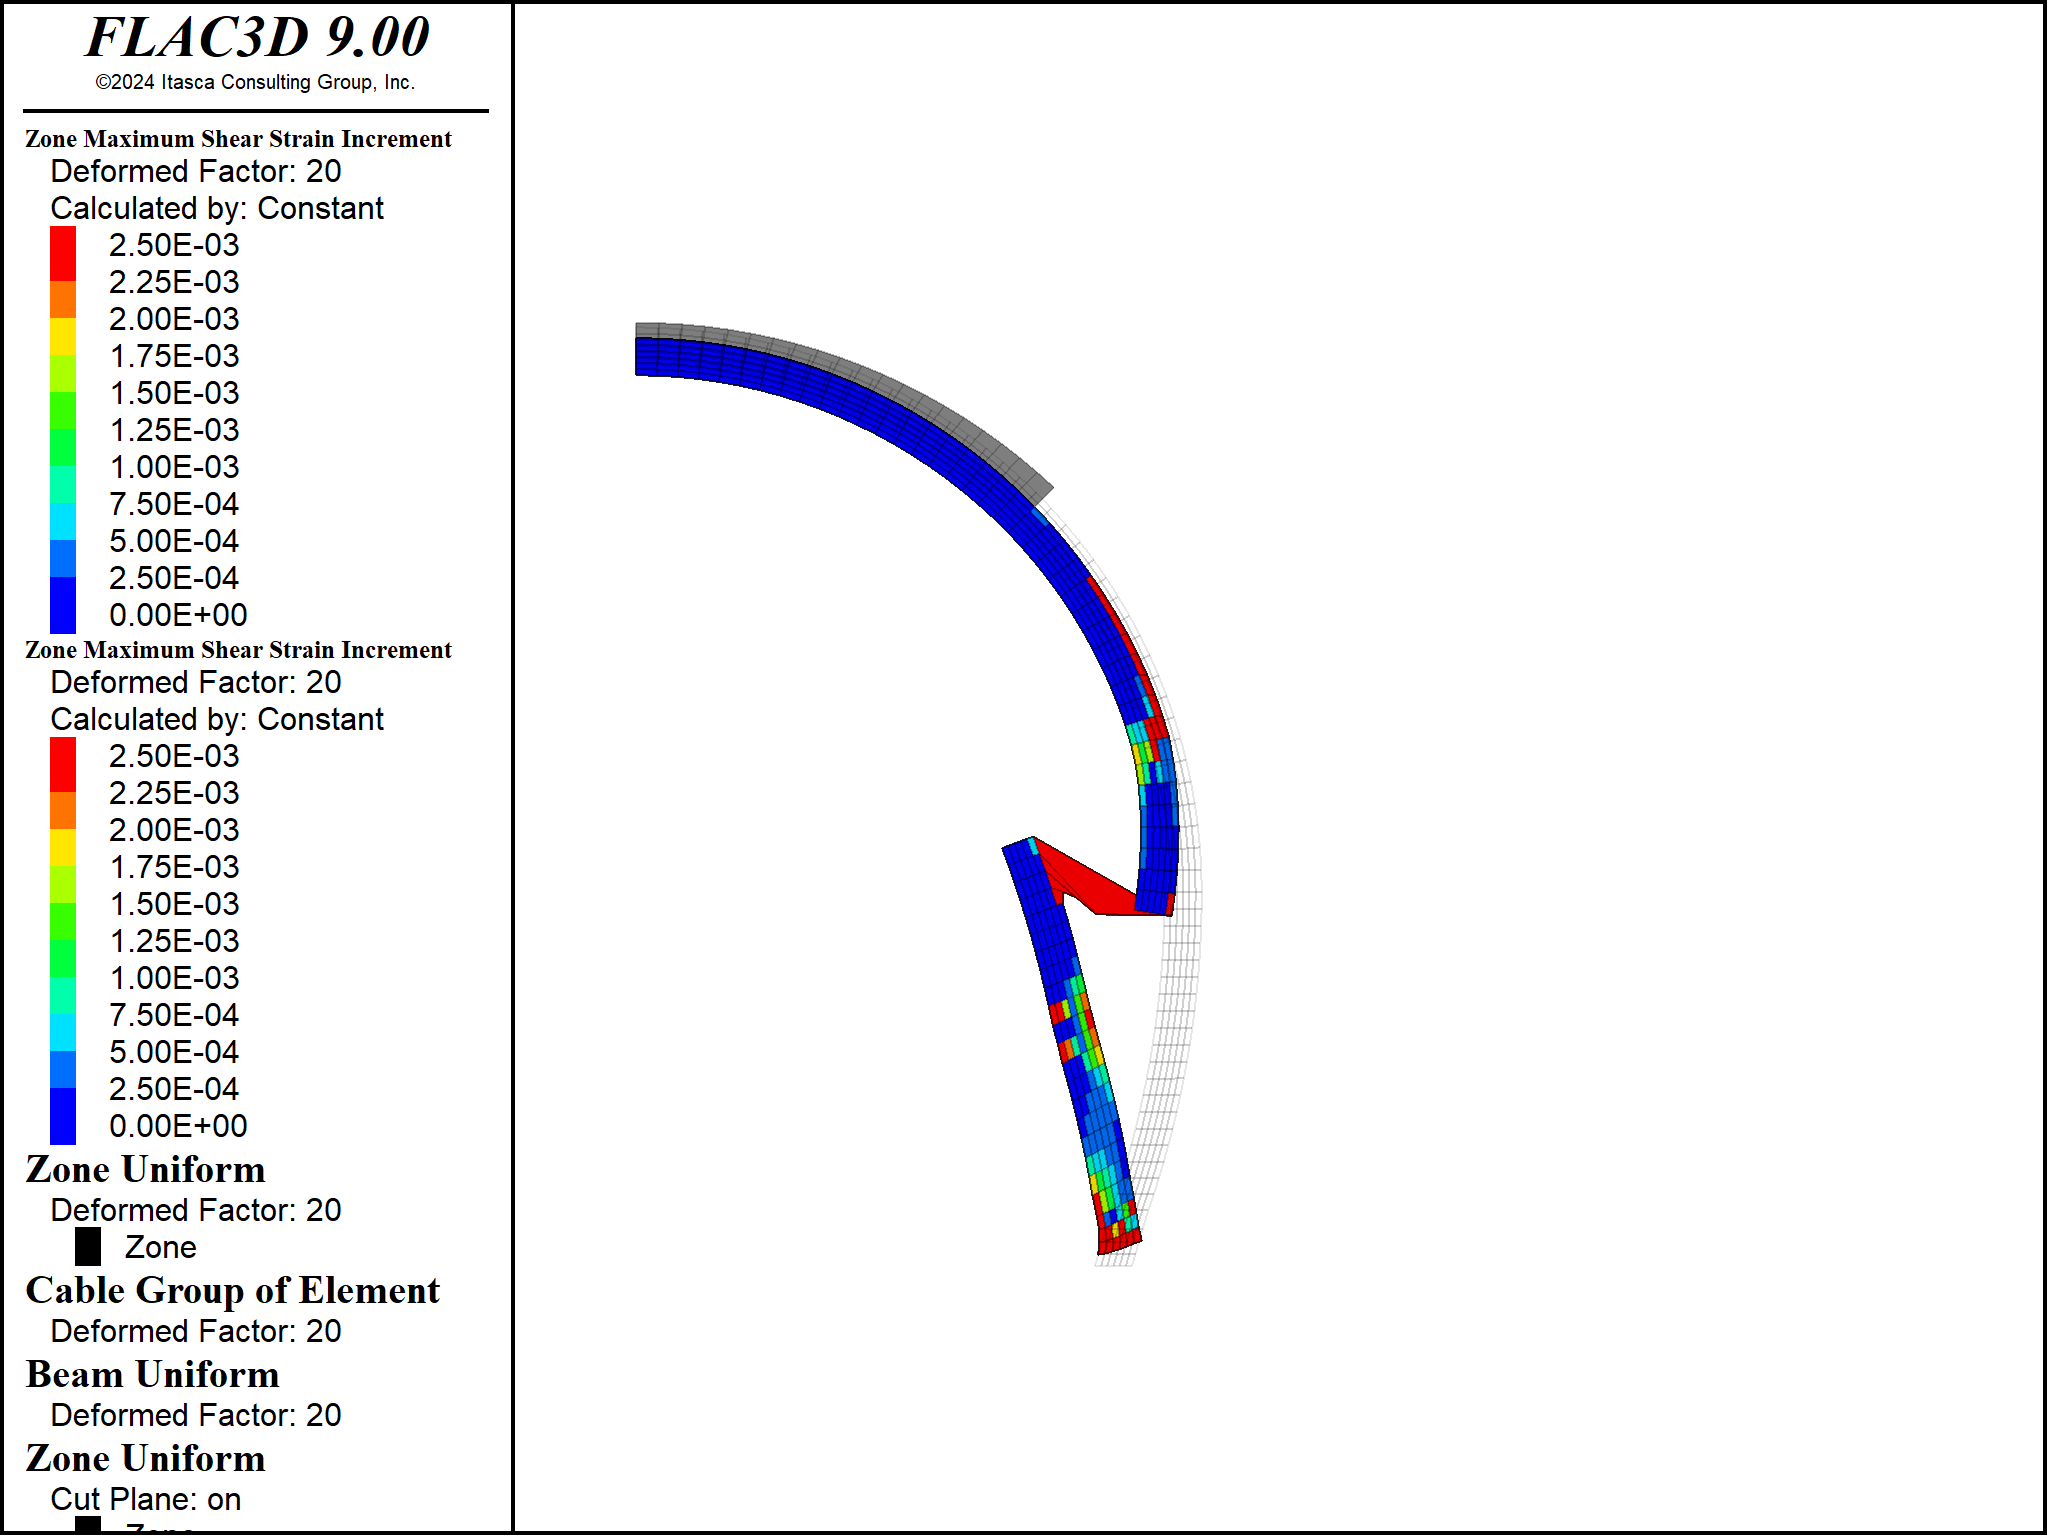 FLAC3D 9.00
©2024 Itasca Consulting Group, Inc.
Zone Maximum Shear Strain Increment
Deformed Factor: 20
Calculated by: Constant
2.50E-03
2.25E-03
2.00E-03
1.75E-03
1.50E-03
1.25E-03
1.00E-03
7.50E-04
5.00E-04
2.50E-04
0.00E+00
Zone Maximum Shear Strain Increment
Deformed Factor: 20
Calculated by: Constant
2.50E-03
2.25E-03
2.00E-03
1.75E-03
1.50E-03
1.25E-03
1.00E-03
7.50E-04
5.00E-04
2.50E-04
0.00E+00
Zone Uniform
Deformed Factor: 20
Zone
Cable Group of Element
Deformed Factor: 20
Beam Uniform
Deformed Factor: 20
Zone Uniform
Cut Plane: on